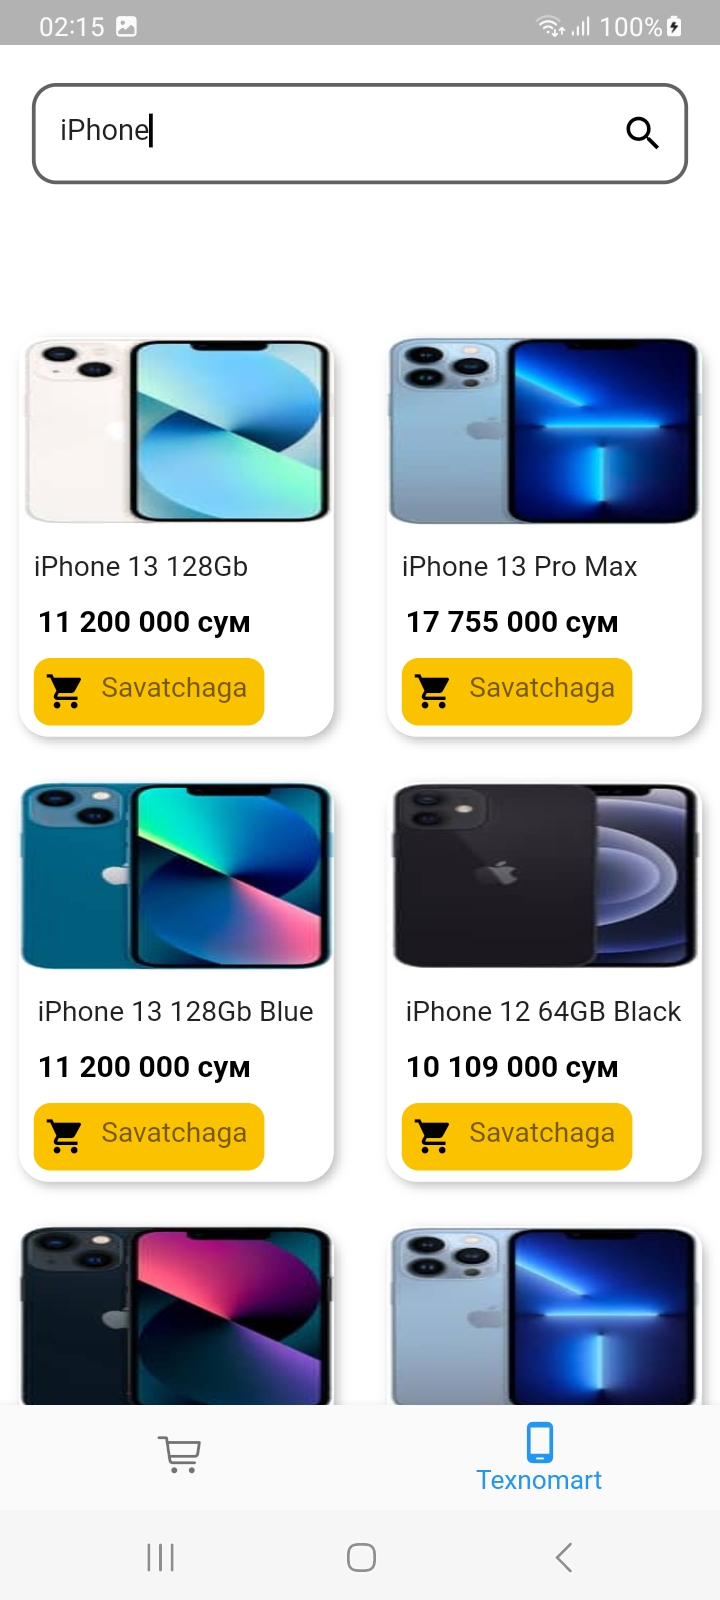 02:15 100%
iPhone
iPhone 13 128Gb
11 200 000 сум
Savatchaga
iPhone 13 Pro Max
17 755 000 сум
Savatchaga
iPhone 13 128Gb Blue
11 200 000 сум
Savatchaga
iPhone 12 64GB Black
10 109 000 сум
Savatchaga
Texnomart